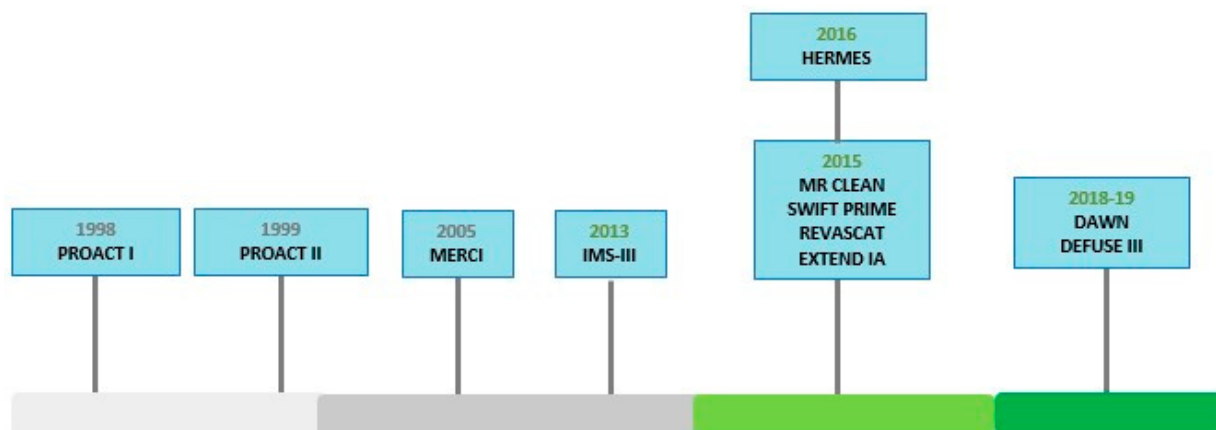 1998
PROACT I
1999
PROACT II
2005
MERCI
2013
IMS-III
2016
HERMES
2015
MR CLEAN
SWIFT PRIME
REVASCAT
EXTEND IA
2018-19
DAWN
DEFUSE III